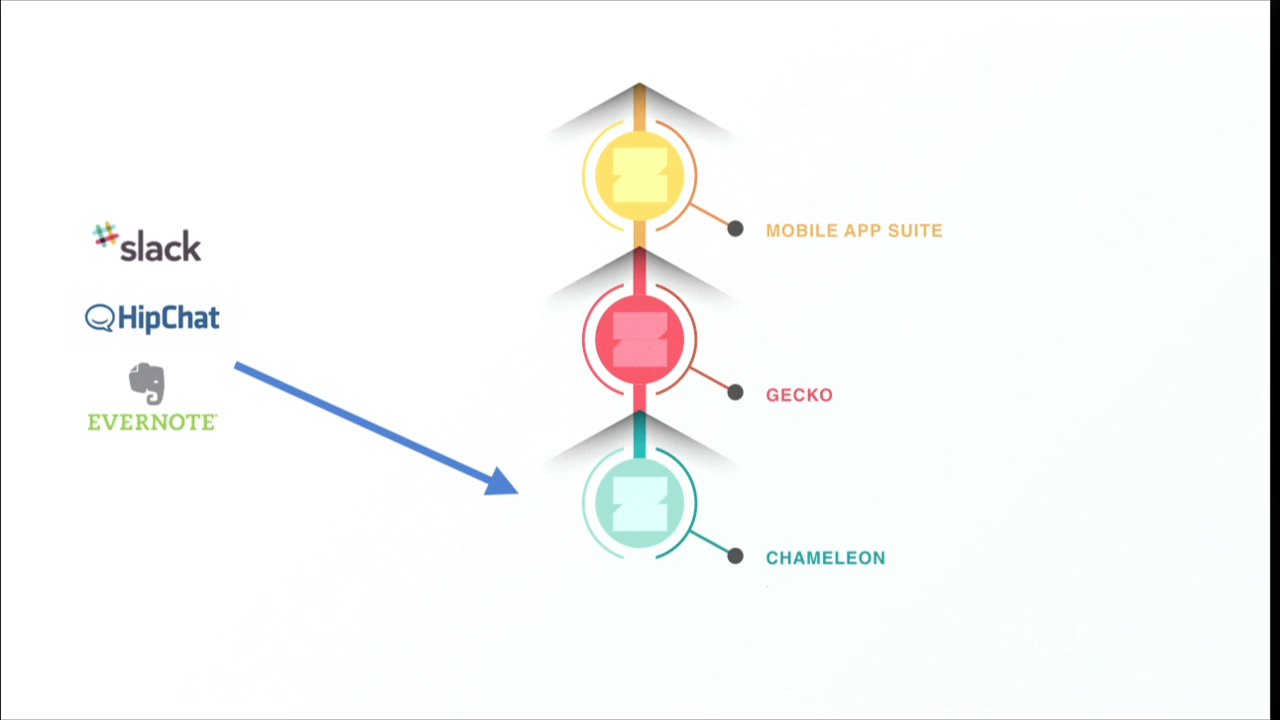 slack
HipChat
EVERNOTE
MOBILE APP SUITE
GECKO
CHAMELEON